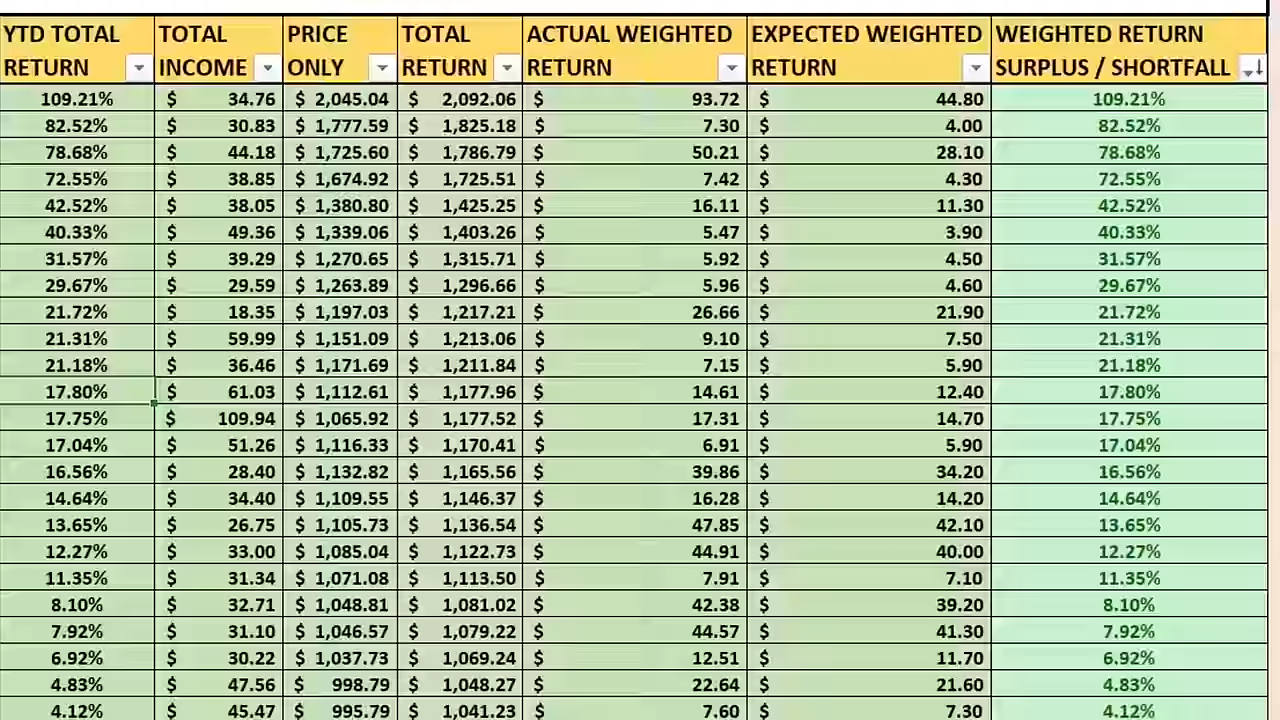 YTD TOTAL RETURN TOTAL INCOME PRICE ONLY TOTAL RETURN ACTUAL WEIGHTED RETURN EXPECTED WEIGHTED RETURN WEIGHTED RETURN SURPLUS / SHORTFALL
109.21% $ 34.76 $ 2,045.04 $ 2,092.06 $ 93.72 $ 44.80 109.21%
82.52% $ 30.83 $ 1,777.59 $ 1,825.18 $ 7.30 $ 4.00 82.52%
78.68% $ 44.18 $ 1,725.60 $ 1,786.79 $ 50.21 $ 28.10 78.68%
72.55% $ 38.85 $ 1,674.92 $ 1,725.51 $ 7.42 $ 4.30 72.55%
42.52% $ 38.05 $ 1,380.80 $ 1,425.25 $ 16.11 $ 11.30 42.52%
40.33% $ 49.36 $ 1,339.06 $ 1,403.26 $ 5.47 $ 3.90 40.33%
31.57% $ 39.29 $ 1,270.65 $ 1,315.71 $ 5.92 $ 4.50 31.57%
29.67% $ 29.59 $ 1,263.89 $ 1,296.66 $ 5.96 $ 4.60 29.67%
21.72% $ 18.35 $ 1,197.03 $ 1,217.21 $ 26.66 $ 21.90 21.72%
21.31% $ 59.99 $ 1,151.09 $ 1,213.06 $ 9.10 $ 7.50 21.31%
21.18% $ 36.46 $ 1,171.69 $ 1,211.84 $ 7.15 $ 5.90 21.18%
17.80% $ 61.03 $ 1,112.61 $ 1,177.96 $ 14.61 $ 12.40 17.80%
17.75% $ 109.94 $ 1,065.92 $ 1,177.52 $ 17.31 $ 14.70 17.75%
17.04% $ 51.26 $ 1,116.33 $ 1,170.41 $ 6.91 $ 5.90 17.04%
16.56% $ 28.40 $ 1,132.82 $ 1,165.56 $ 39.86 $ 34.20 16.56%
14.64% $ 34.40 $ 1,109.55 $ 1,146.37 $ 16.28 $ 14.20 14.64%
13.65% $ 26.75 $ 1,105.73 $ 1,136.54 $ 47.85 $ 42.10 13.65%
12.27% $ 33.00 $ 1,085.04 $ 1,122.73 $ 44.91 $ 40.00 12.27%
11.35% $ 31.34 $ 1,071.08 $ 1,113.50 $ 7.91 $ 7.10 11.35%
8.10% $ 32.71 $ 1,048.81 $ 1,081.02 $ 42.38 $ 39.20 8.10%
7.92% $ 31.10 $ 1,046.57 $ 1,079.22 $ 44.57 $ 41.30 7.92%
6.92% $ 30.22 $ 1,037.73 $ 1,069.24 $ 12.51 $ 11.70 6.92%
4.83% $ 47.56 $ 998.79 $ 1,048.27 $ 22.64 $ 21.60 4.83%
4.12% $ 45.47 $ 995.79 $ 1,041.23 $ 7.60 $ 7.30 4.12%